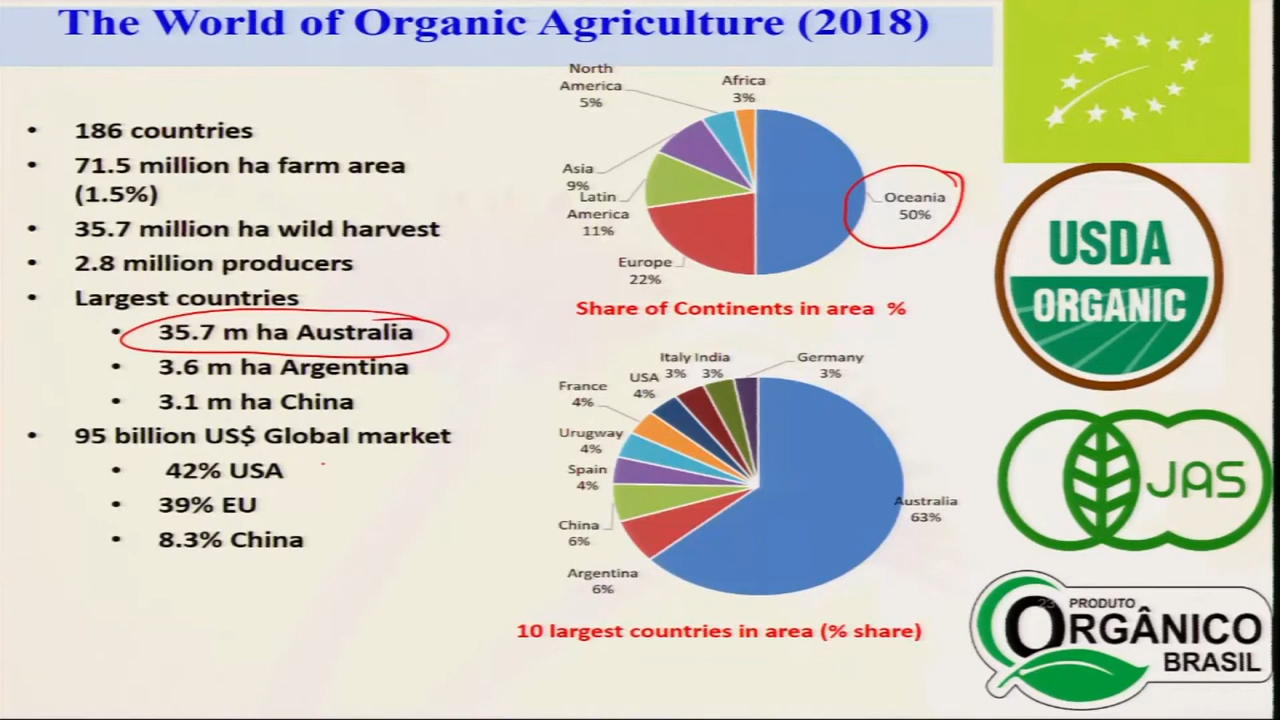 The World of Organic Agriculture (2018)
• 186 countries
• 71.5 million ha farm area
(1.5%)
• 35.7 million ha wild harvest
• 2.8 million producers
• Largest countries
• 35.7 m ha Australia
• 3.6 m ha Argentina
• 3.1 m ha China
• 95 billion US$ Global market
• 42% USA
• 39% EU
• 8.3% China
North
America
5%
Africa
3%
Asia
9%
Latin
America
11%
Europe
22%
Oceania
50%
Share of Continents in area %
Italy
3%
India
3%
Germany
3%
USA
4%
France
4%
Urugway
4%
Spain
4%
China
6%
Argentina
6%
Australia
63%
10 largest countries in area (% share)
USDA
ORGANIC
JAS
23
PRODUTO
ORGÂNICO
BRASIL